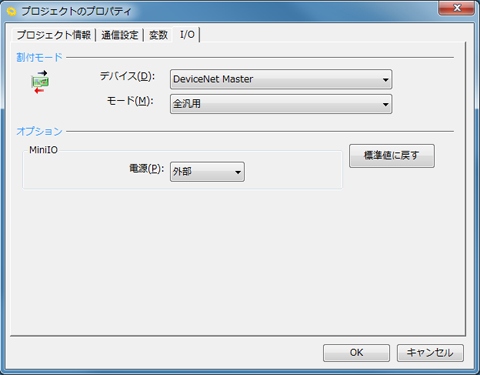 プロジェクトのプロパティ
プロジェクト情報 通信設定 変数 I/O
割付モード
デバイス(D): DeviceNet Master
モード(M): 全汎用
オプション
MiniIO
標準値に戻す
電源(P): 外部
OK キャンセル